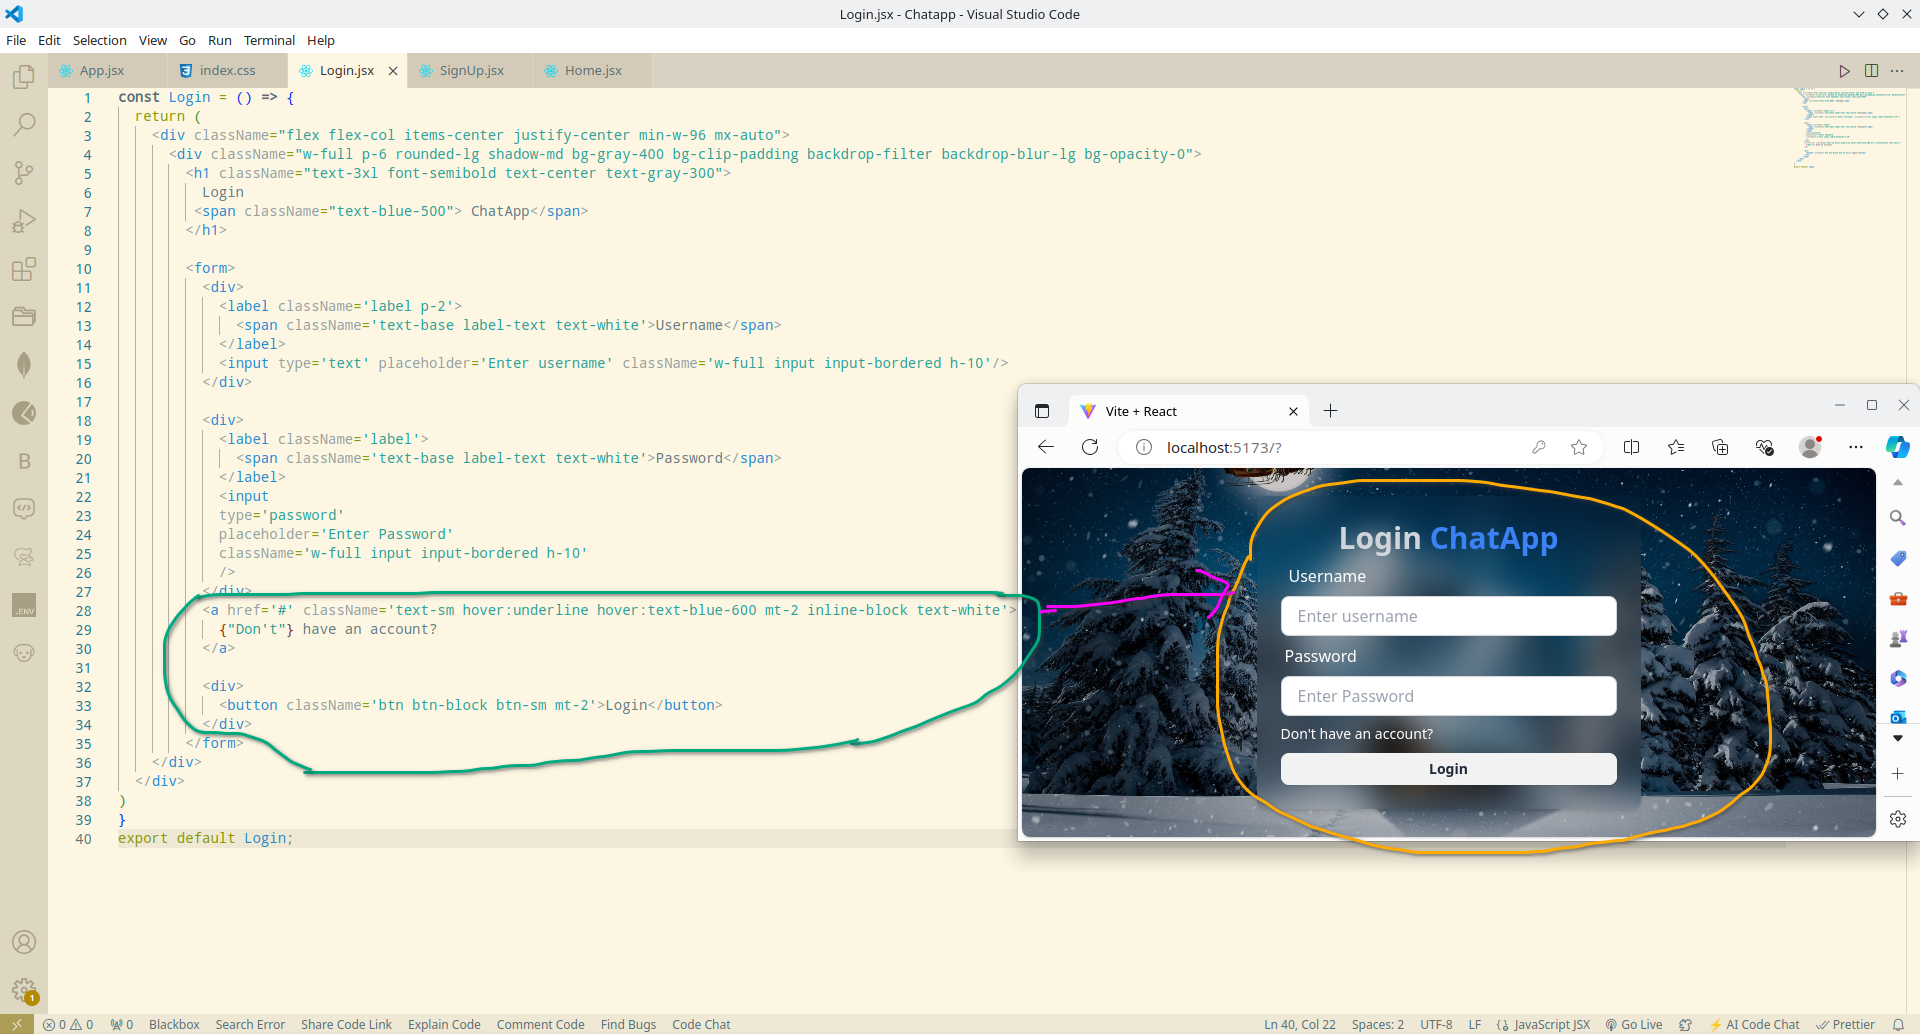 Login.jsx - Chatapp - Visual Studio Code
File Edit Selection View Go Run Terminal Help
App.jsx index.css Login.jsx SignUp.jsx Home.jsx
1 const Login = () => {
2 return (
3 <div className="flex flex-col items-center justify-center min-w-96 mx-auto">
4 <div className="w-full p-6 rounded-lg shadow-md bg-gray-400 bg-clip-padding backdrop-filter backdrop-blur-lg bg-opacity-0">
5 <h1 className="text-3xl font-semibold text-center text-gray-300">
6 Login
7 <span className="text-blue-500"> ChatApp</span>
8 </h1>
9
10 <form>
11 <div>
12 <label className='label p-2'>
13 <span className='text-base label-text text-white'>Username</span>
14 </label>
15 <input type='text' placeholder='Enter username' className='w-full input input-bordered h-10'/>
16 </div>
17
18 <div>
19 <label className='label'>
20 <span className='text-base label-text text-white'>Password</span>
21 </label>
22 <input
23 type='password'
24 placeholder='Enter Password'
25 className='w-full input input-bordered h-10'
26 />
27 </div>
28 <a href='#' className='text-sm hover:underline hover:text-blue-600 mt-2 inline-block text-white'>
29 {"Don't"} have an account?
30 </a>
31
32 <div>
33 <button className='btn btn-block btn-sm mt-2'>Login</button>
34 </div>
35 </form>
36 </div>
37 </div>
38 )
39 }
40 export default Login;
B
.ENV
1
Vite + React
localhost:5173/?
Login ChatApp
Username
Enter username
Password
Enter Password
Don't have an account?
Login
0 0 0 Blackbox Search Error Share Code Link Explain Code Comment Code Find Bugs Code Chat Ln 40, Col 22 Spaces: 2 UTF-8 LF {} JavaScript JSX Go Live AI Code Chat Prettier